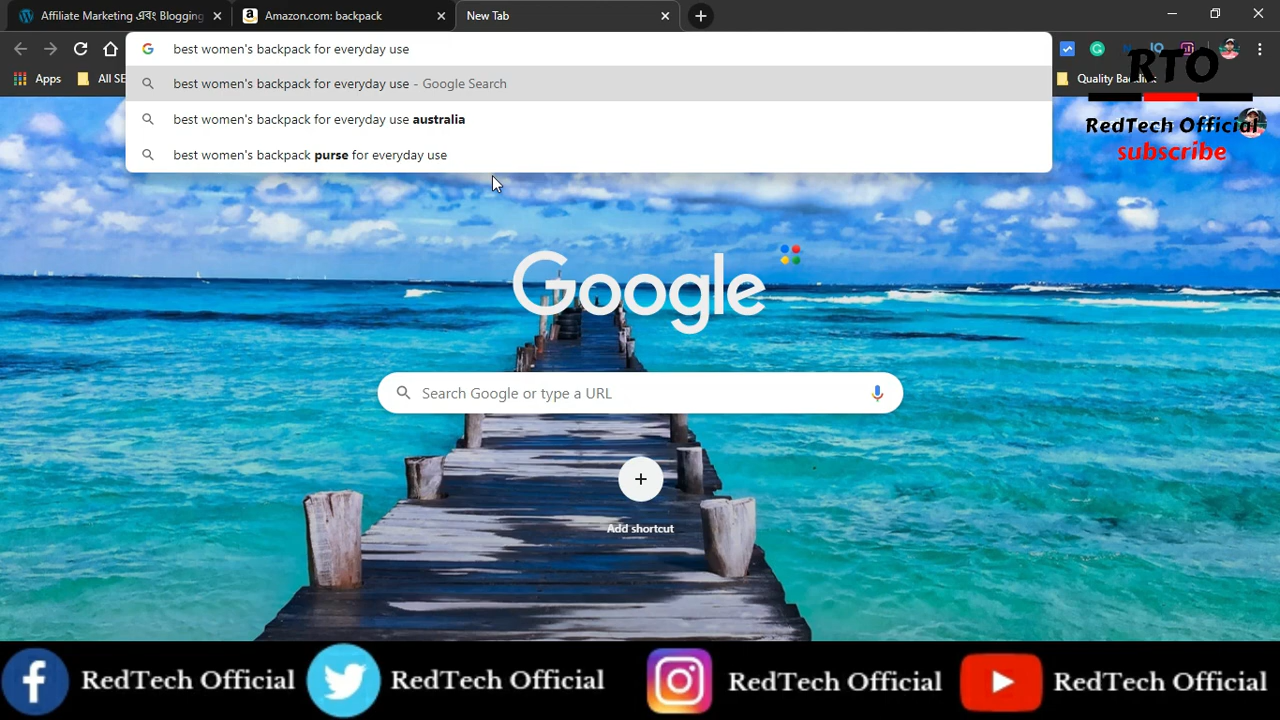 Affiliate Marketing এবং Blogging
Amazon.com: backpack
New Tab
best women's backpack for everyday use
best women's backpack for everyday use - Google Search
best women's backpack for everyday use australia
best women's backpack purse for everyday use
Apps
All SE
Quality Backlink
RTO
RedTech Official
subscribe
Google
Search Google or type a URL
Add shortcut
RedTech Official
RedTech Official
RedTech Official
RedTech Official